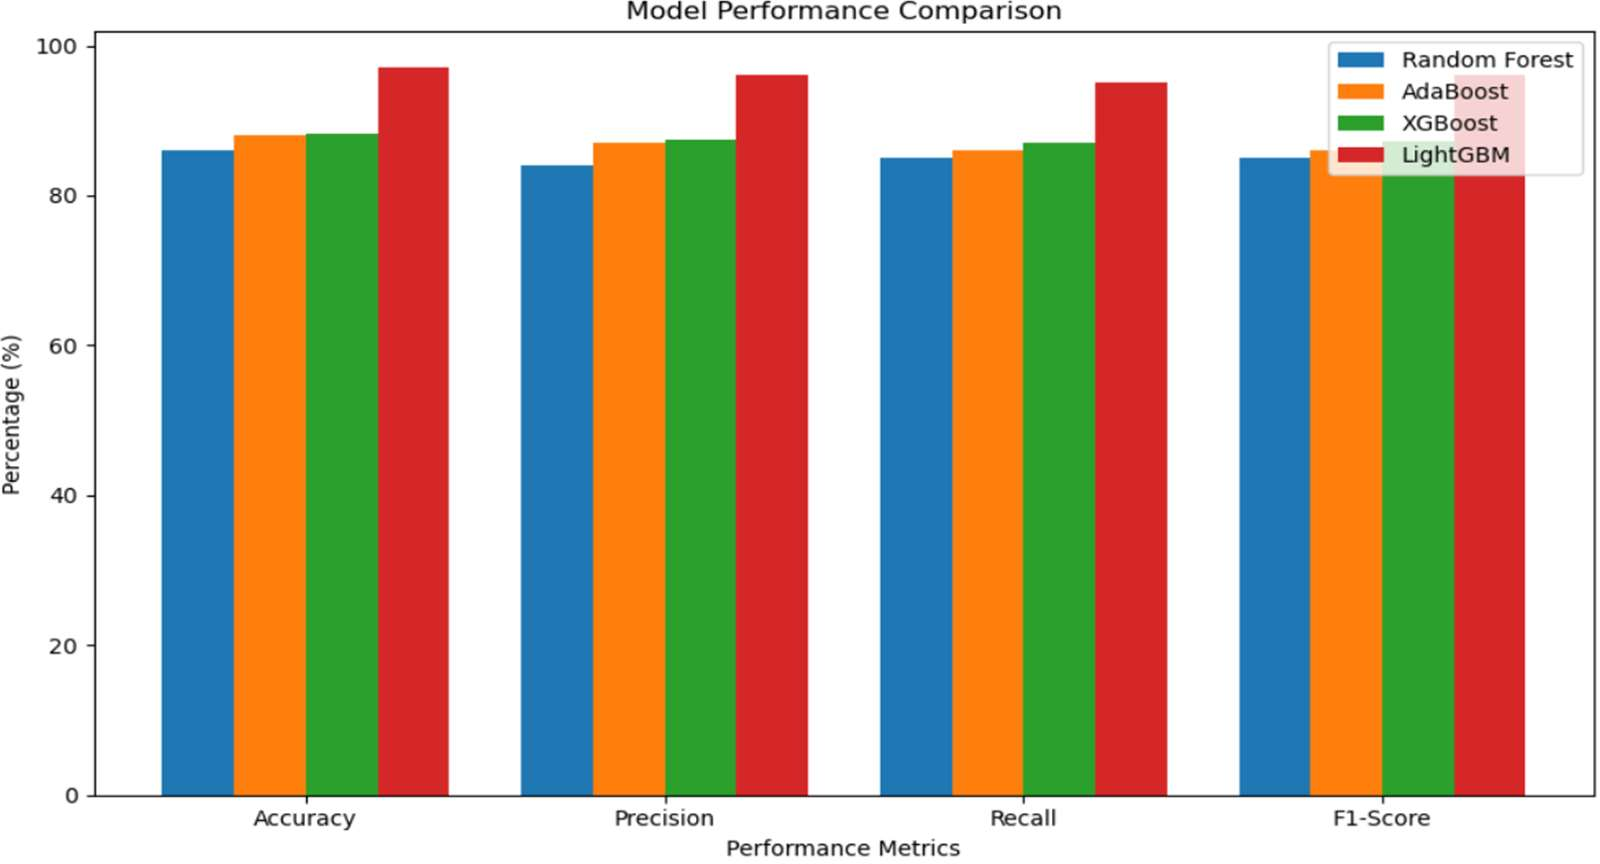 Model Performance Comparison
Percentage (%)
100
80
60
40
20
0
Random Forest
AdaBoost
XGBoost
LightGBM
Accuracy
Precision
Recall
F1-Score
Performance Metrics